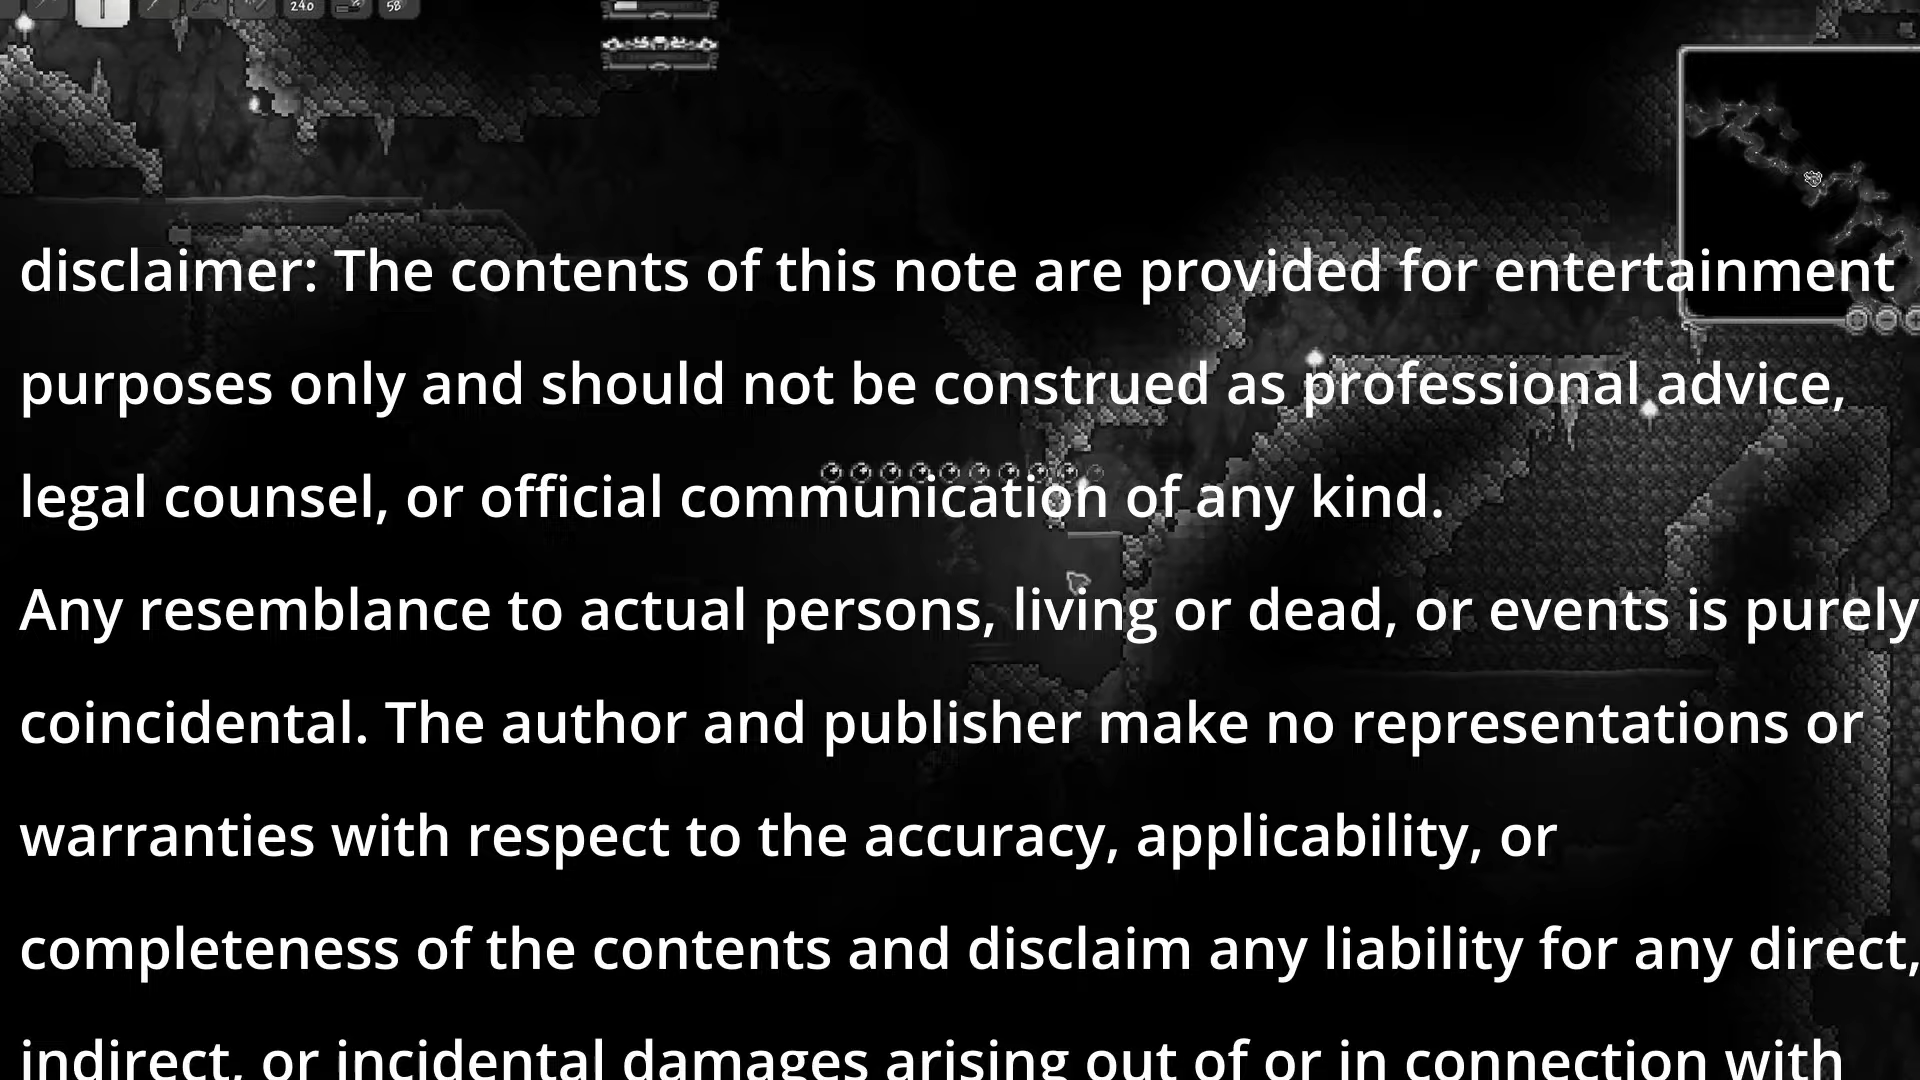 240 58
disclaimer: The contents of this note are provided for entertainment
purposes only and should not be construed as professional advice,
legal counsel, or official communication of any kind.
Any resemblance to actual persons, living or dead, or events is purely
coincidental. The author and publisher make no representations or
warranties with respect to the accuracy, applicability, or
completeness of the contents and disclaim any liability for any direct,
indirect, or incidental damages arising out of or in connection with